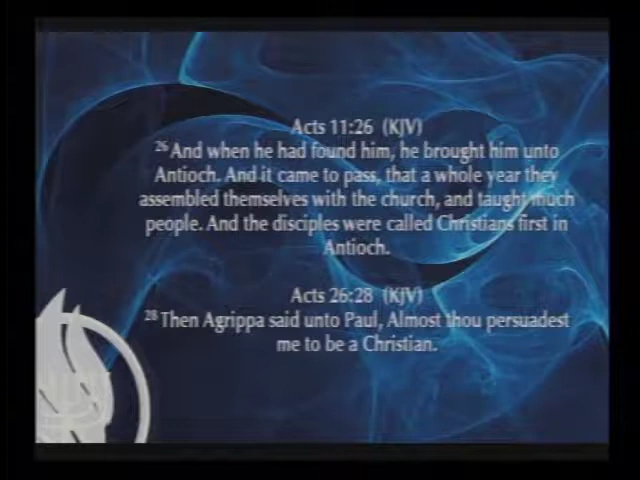 Acts 11:26 (KJV)
26 And when he had found him, he brought him unto
Antioch. And it came to pass, that a whole year they
assembled themselves with the church, and taught much
people. And the disciples were called Christians first in
Antioch.
Acts 26:28 (KJV)
28 Then Agrippa said unto Paul, Almost thou persuadest
me to be a Christian.